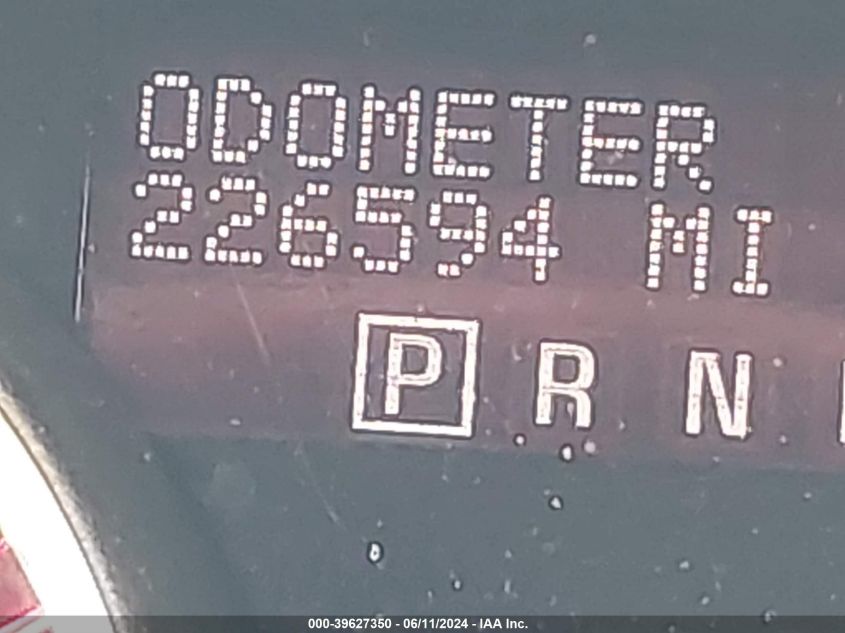 ODOMETER
226594 MI
P R N
000-39627350 - 06/11/2024 - IAA Inc.